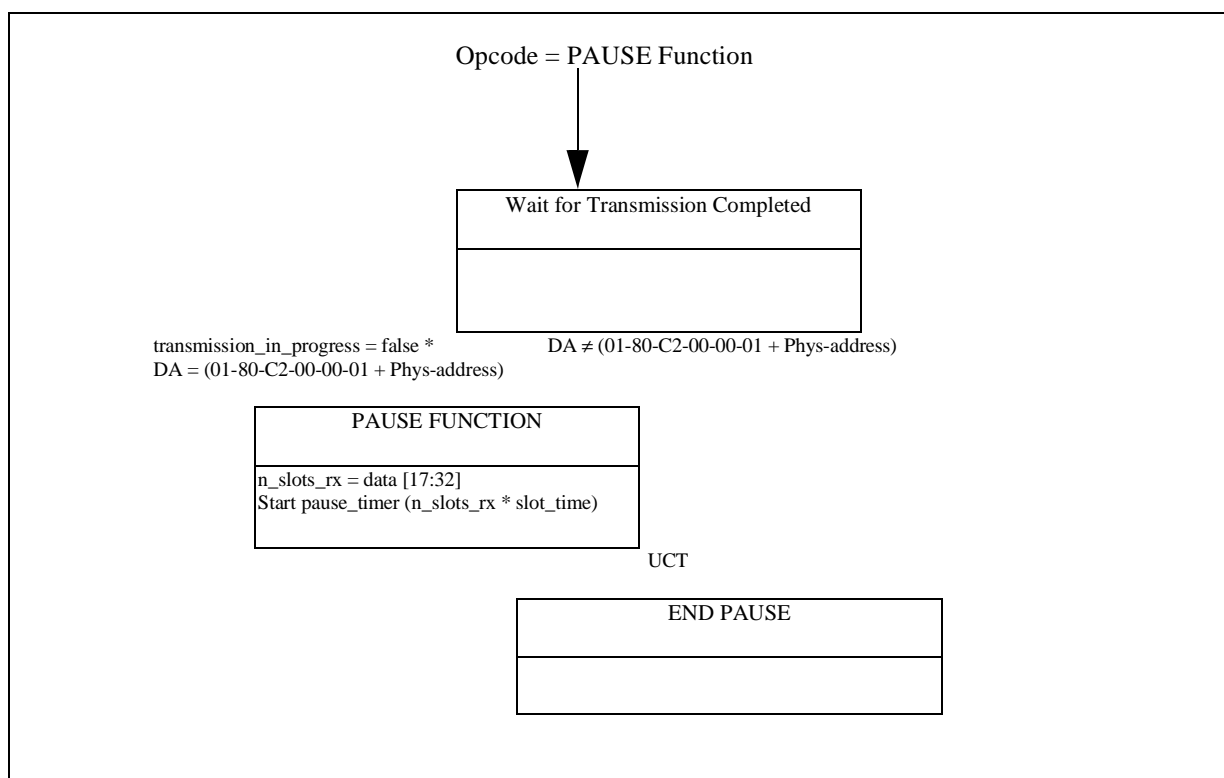 Opcode = PAUSE Function
Wait for Transmission Completed
transmission_in_progress = false *
DA = (01-80-C2-00-00-01 + Phys-address)
DA ≠ (01-80-C2-00-00-01 + Phys-address)
PAUSE FUNCTION
n_slots_rx = data [17:32]
Start pause_timer (n_slots_rx * slot_time)
UCT
END PAUSE